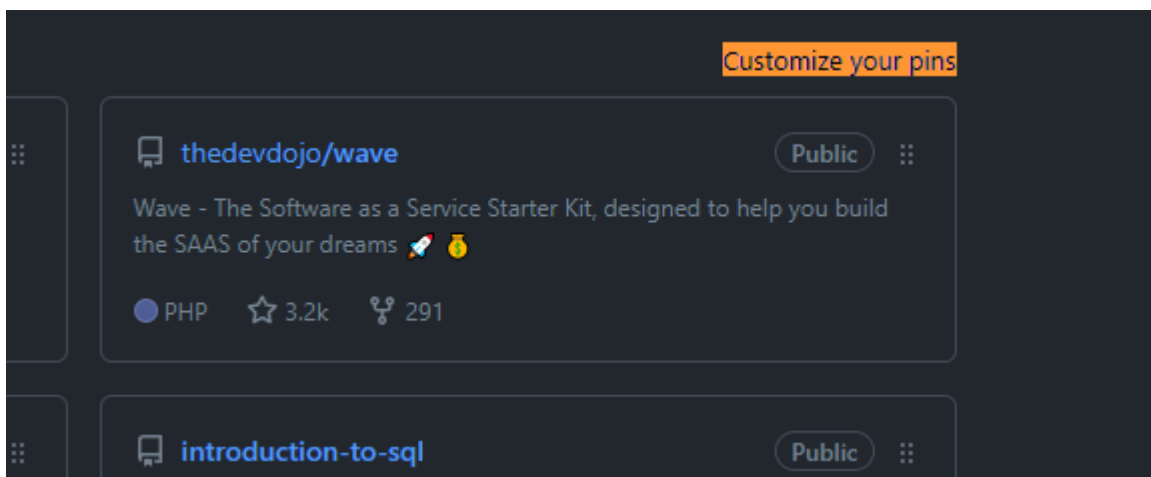 Customize your pins
thedevdojo/wave
Public
Wave - The Software as a Service Starter Kit, designed to help you build
the SAAS of your dreams 🚀 💰
PHP 3.2k 291
introduction-to-sql
Public